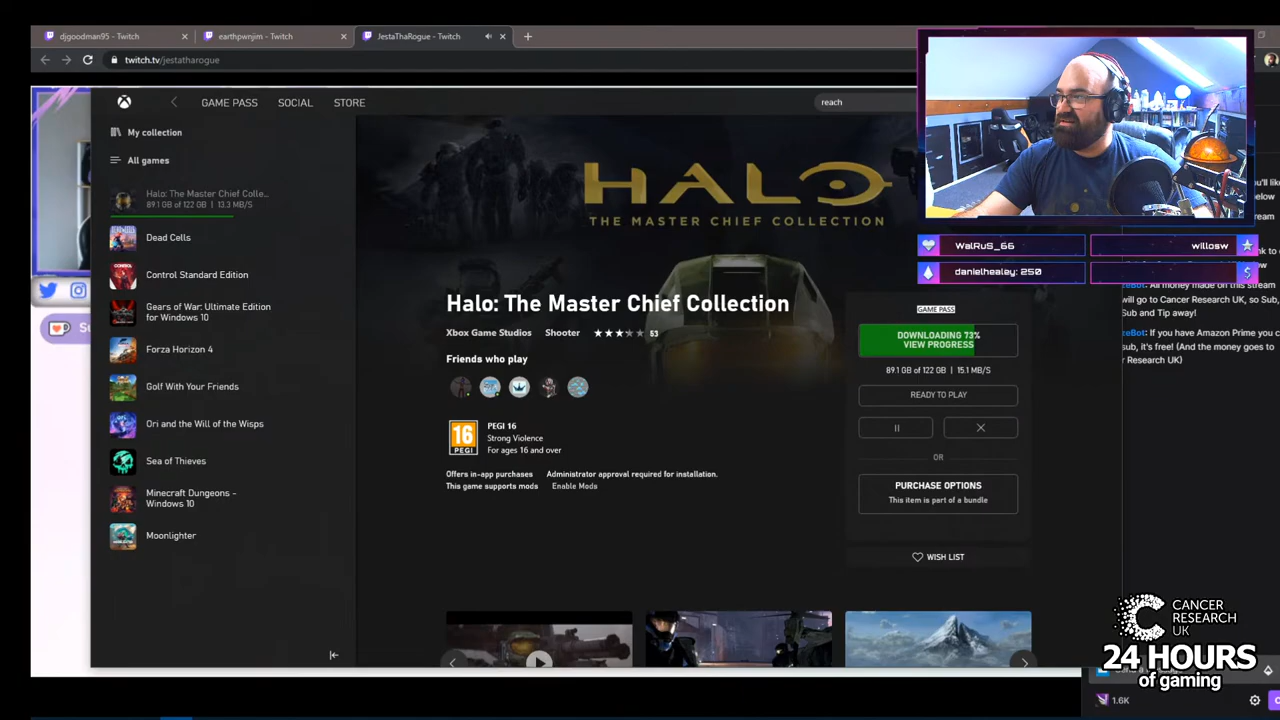 djgoodman95 - Twitch
earthpwnjim - Twitch
JestaThaRogue - Twitch
twitch.tv/jestatharogue
GAME PASS
SOCIAL
STORE
reach
My collection
All games
Halo: The Master Chief Colle...
89.1 GB of 122 GB | 13.3 MB/S
Dead Cells
Control Standard Edition
Gears of War: Ultimate Edition
for Windows 10
Forza Horizon 4
Golf With Your Friends
Ori and the Will of the Wisps
Sea of Thieves
Minecraft Dungeons -
Windows 10
Moonlighter
HALO
THE MASTER CHIEF COLLECTION
Halo: The Master Chief Collection
Xbox Game Studios
Shooter
53
Friends who play
16
PEGI
PEGI 16
Strong Violence
For ages 16 and over
Offers in-app purchases
Administrator approval required for installation.
This game supports mods
Enable Mods
GAME PASS
DOWNLOADING 73%
VIEW PROGRESS
89.1 GB of 122 GB | 15.1 MB/S
READY TO PLAY
OR
PURCHASE OPTIONS
This item is part of a bundle
WISH LIST
WalRuS_66
willosw
danielhealey: 250
$
zeBot: All money made on this stream
will go to Cancer Research UK, so Sub,
Sub and Tip away!
zeBot: If you have Amazon Prime you c
sub, it's free! (And the money goes to
r Research UK)
CANCER
RESEARCH
UK
24 HOURS
of gaming
1.6K